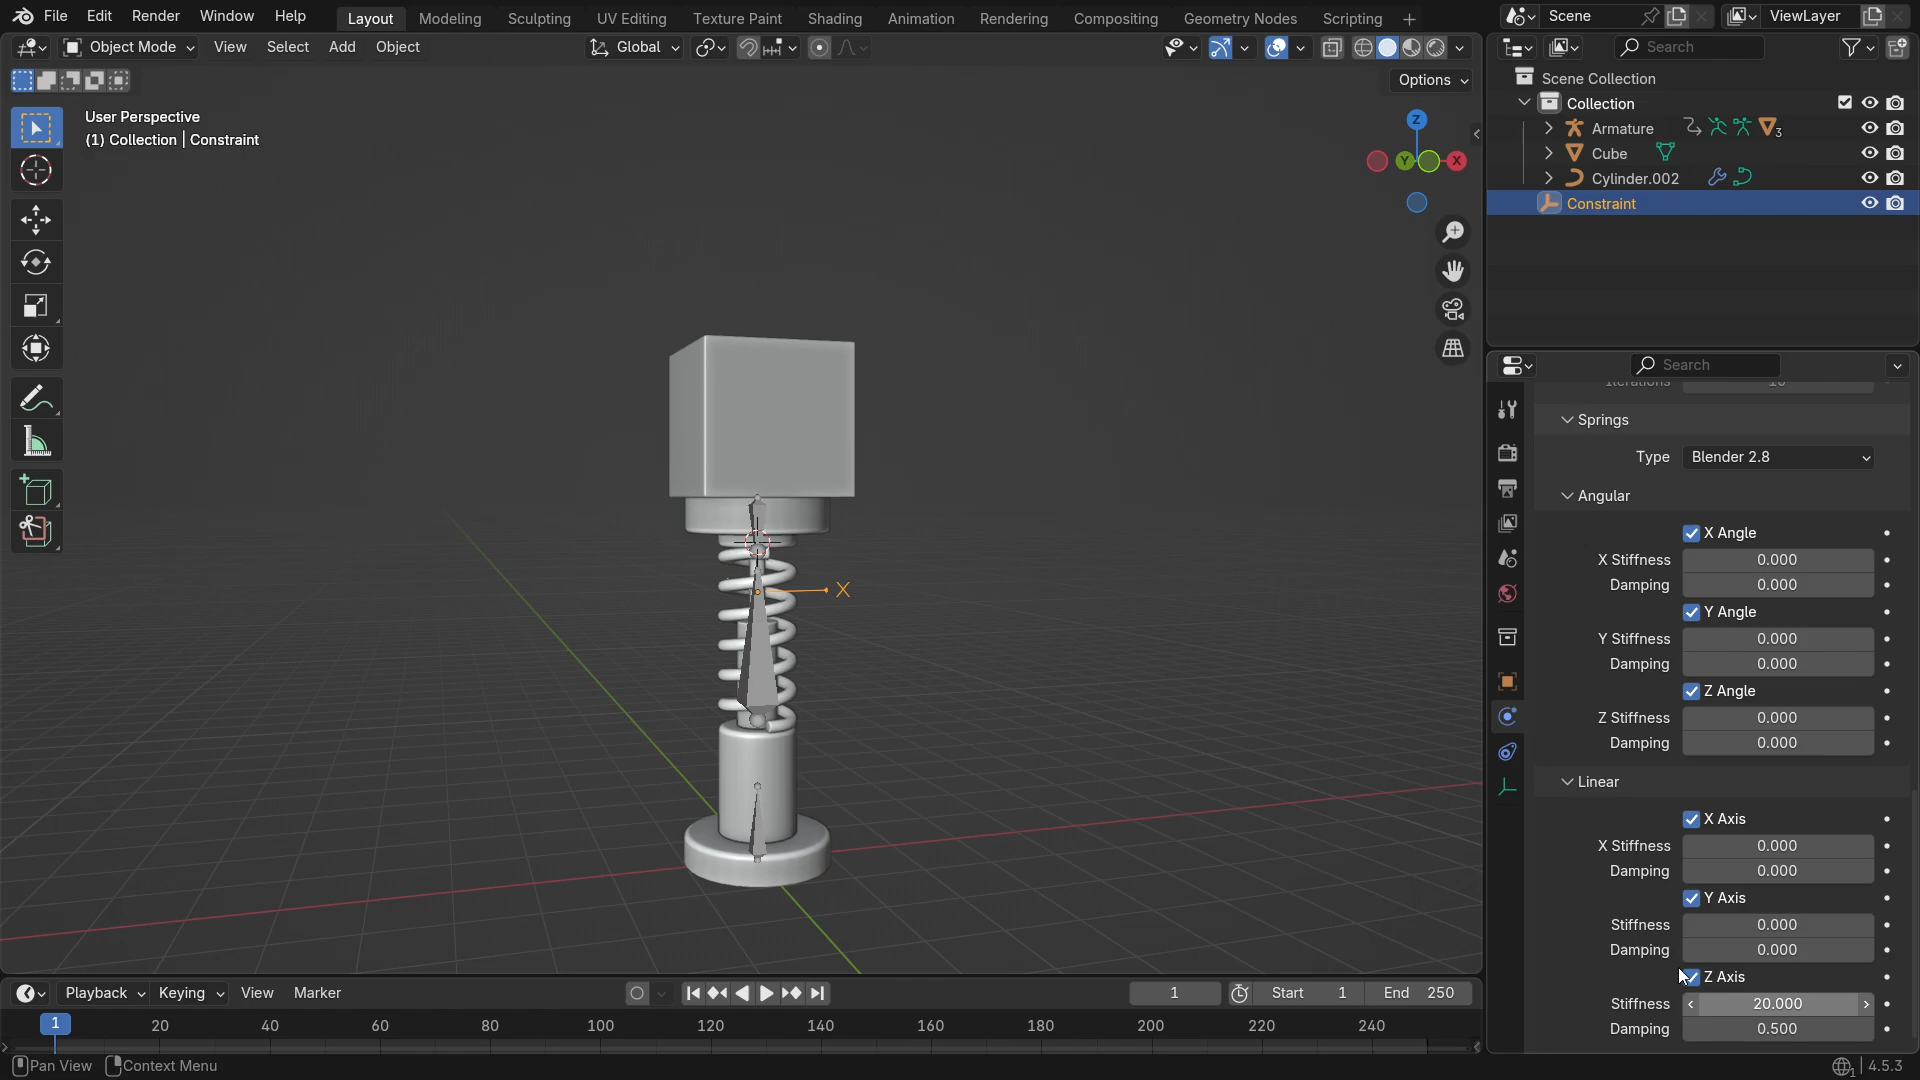 File Edit Render Window Help Layout Modeling Sculpting UV Editing Texture Paint Shading Animation Rendering Compositing Geometry Nodes Scripting + Scene ViewLayer
Object Mode View Select Add Object Global Search
Options
User Perspective
(1) Collection | Constraint
Z
Y X
X
Scene Collection
Collection
Armature 3
Cube
Cylinder.002
Constraint
Search
Iterations 10
Springs
Type Blender 2.8
Angular
X Angle
X Stiffness 0.000
Damping 0.000
Y Angle
Y Stiffness 0.000
Damping 0.000
Z Angle
Z Stiffness 0.000
Damping 0.000
Linear
X Axis
X Stiffness 0.000
Damping 0.000
Y Axis
Stiffness 0.000
Damping 0.000
Z Axis
Stiffness 20.000
Damping 0.500
Playback Keying View Marker 1 Start 1 End 250
1 20 40 60 80 100 120 140 160 180 200 220 240
Pan View Context Menu 1 4.5.3